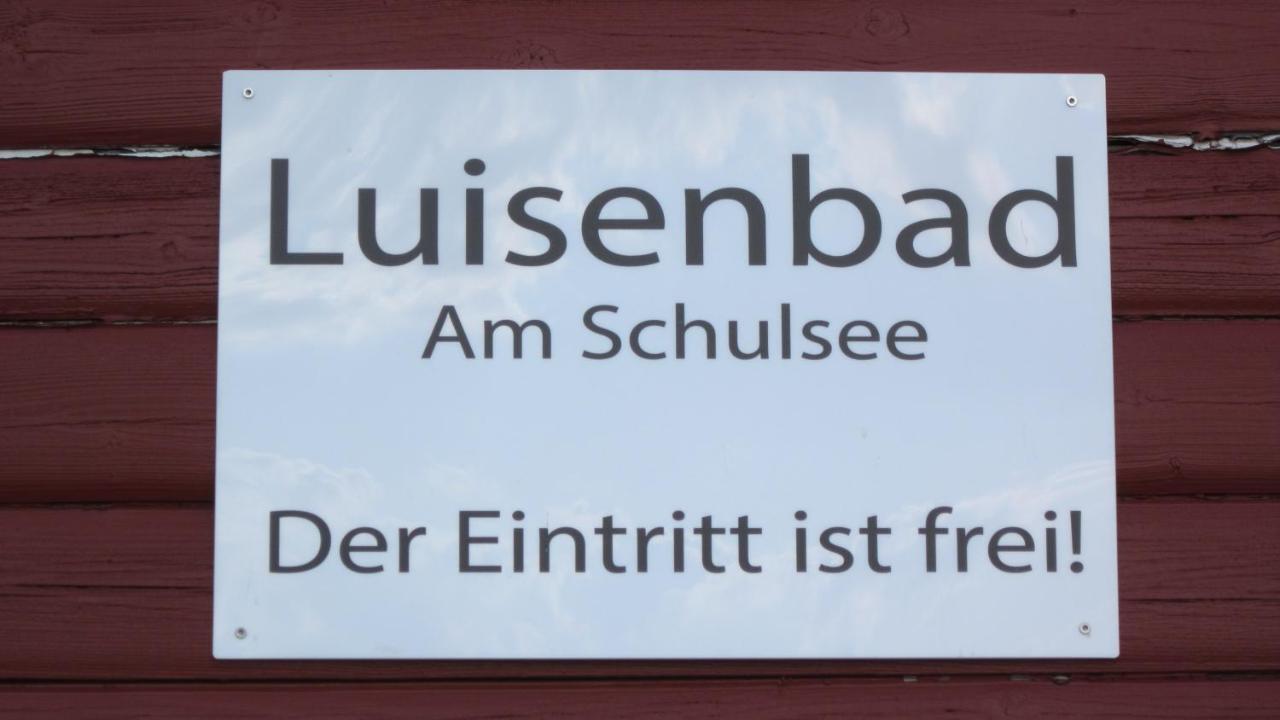 Luisenbad
Am Schulsee
Der Eintritt ist frei!